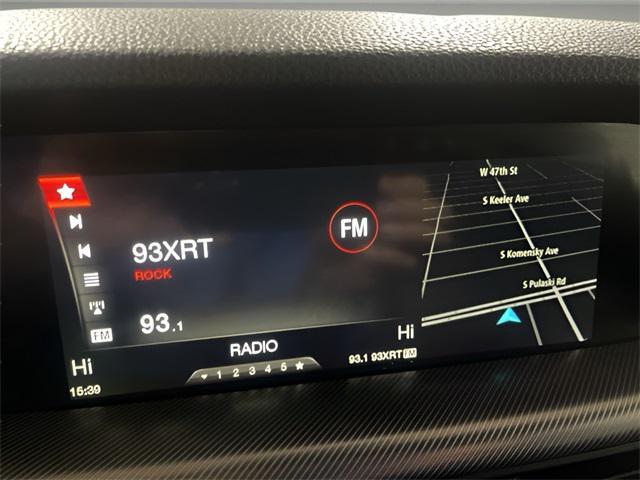 W 47th St
S Keeler Ave
S Komensky Ave
S Pulaski Rd
93XRT
ROCK
FM
93.1
FM
Hi
RADIO
Hi
15:39
1 2 3 4 5
93.1 93XRT FM